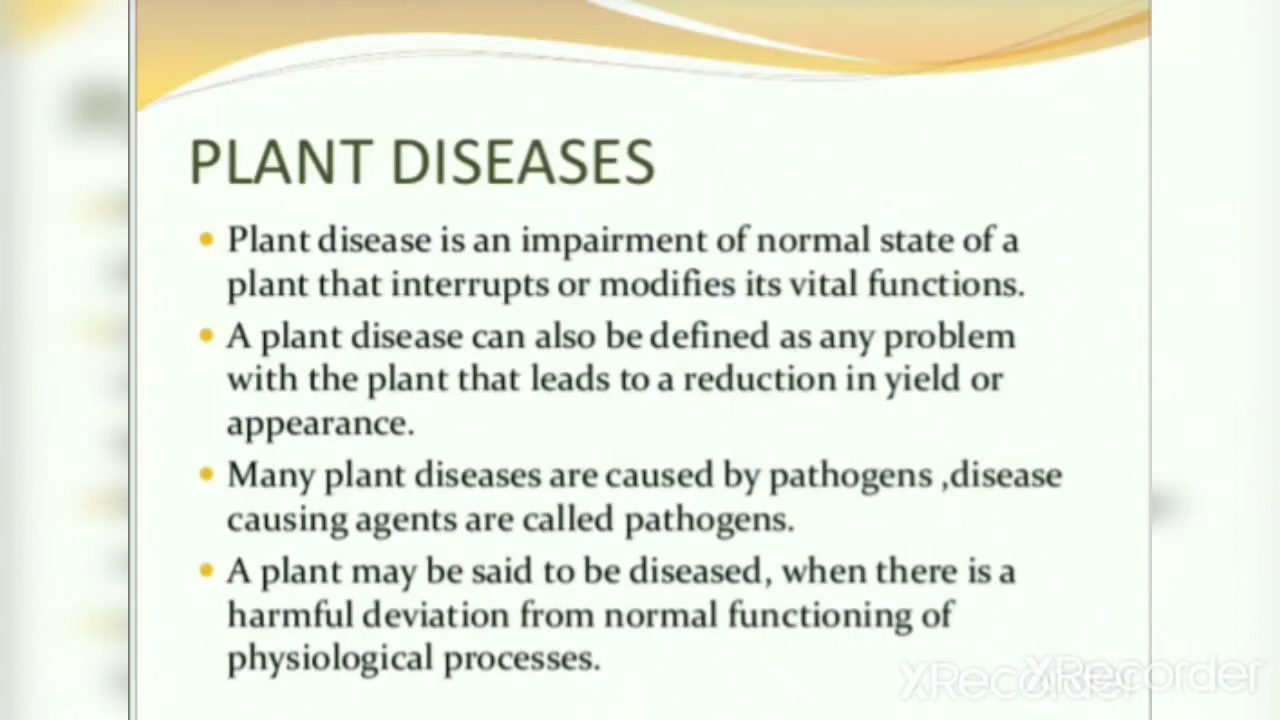 PLANT DISEASES
• Plant disease is an impairment of normal state of a
plant that interrupts or modifies its vital functions.
• A plant disease can also be defined as any problem
with the plant that leads to a reduction in yield or
appearance.
• Many plant diseases are caused by pathogens ,disease
causing agents are called pathogens.
• A plant may be said to be diseased, when there is a
harmful deviation from normal functioning of
physiological processes.
XRecorder XRecorder